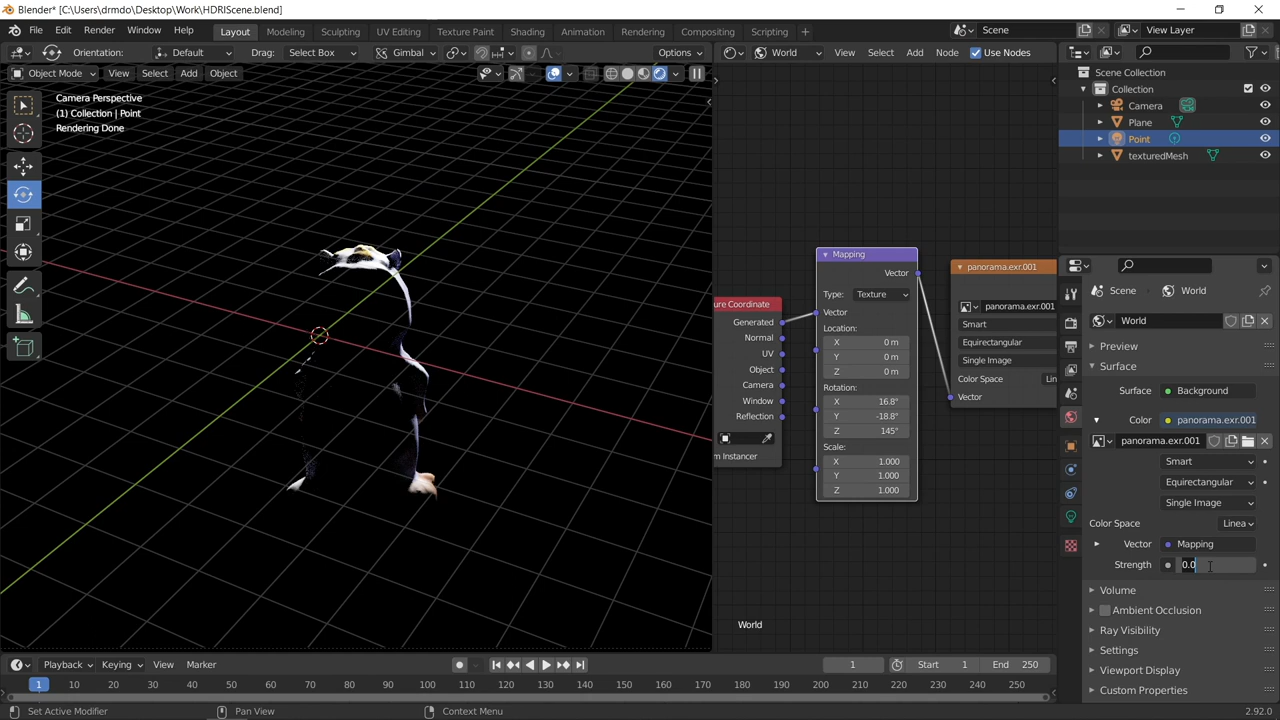 Blender* [C:\Users\drmdo\Desktop\Work\HDRIScene.blend]
File Edit Render Window Help Layout Modeling Sculpting UV Editing Texture Paint Shading Animation Rendering Compositing Scripting + Scene View Layer
Orientation: Default Drag: Select Box Gimbal Options World View Select Add Node Use Nodes
Object Mode View Select Add Object
Camera Perspective
(1) Collection | Point
Rendering Done
Scene Collection
Collection
Camera
Plane
Point
texturedMesh
Mapping
Vector
Type: Texture
Vector
Location:
X 0 m
Y 0 m
Z 0 m
Rotation:
X 16.8°
Y -18.8°
Z 145°
Scale:
X 1.000
Y 1.000
Z 1.000
ure Coordinate
Generated
Normal
UV
Object
Camera
Window
Reflection
m Instancer
panorama.exr.001
panorama.exr.001
Smart
Equirectangular
Single Image
Color Space Lin
Vector
World
Scene World
World
Preview
Surface
Surface Background
Color panorama.exr.001
panorama.exr.001
Smart
Equirectangular
Single Image
Color Space Linea
Vector Mapping
Strength 0.0
Volume
Ambient Occlusion
Ray Visibility
Settings
Viewport Display
Custom Properties
Playback Keying View Marker 1 Start 1 End 250
1 10 20 30 40 50 60 70 80 90 100 110 120 130 140 150 160 170 180 190 200 210 220 230 240 250
Set Active Modifier Pan View Context Menu 2.92.0